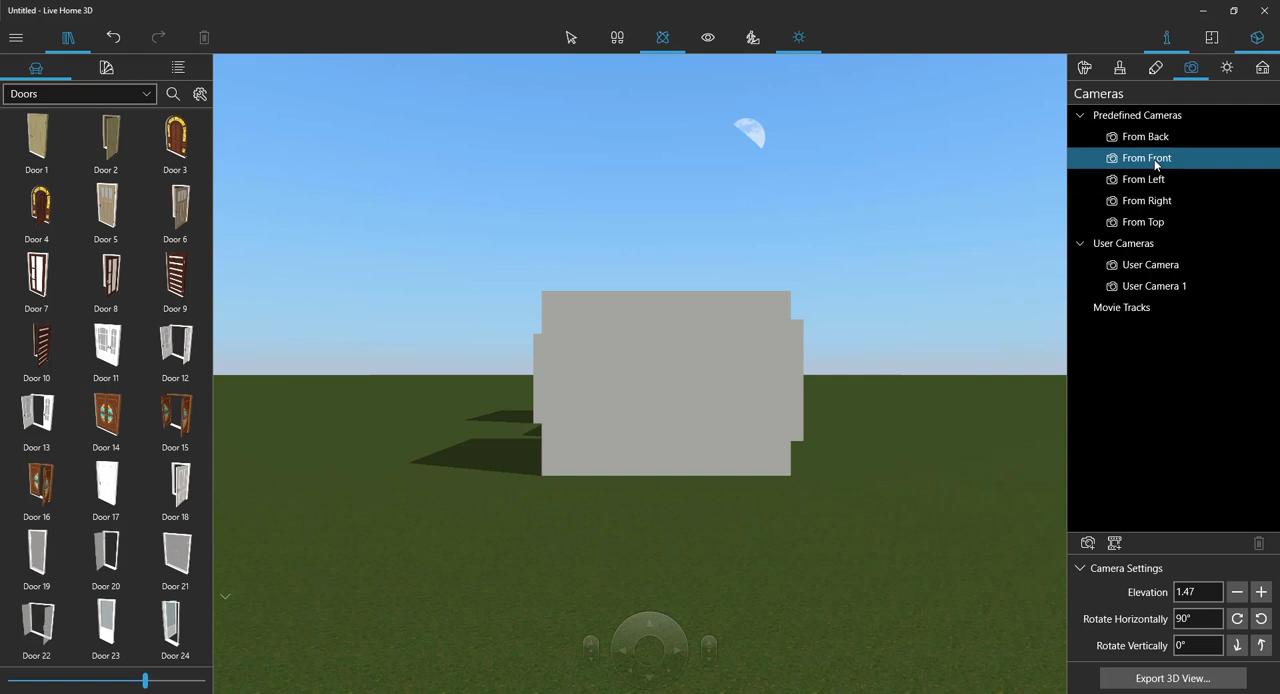 Untitled - Live Home 3D
Doors
Door 1
Door 2
Door 3
Door 4
Door 5
Door 6
Door 7
Door 8
Door 9
Door 10
Door 11
Door 12
Door 13
Door 14
Door 15
Door 16
Door 17
Door 18
Door 19
Door 20
Door 21
Door 22
Door 23
Door 24
Cameras
Predefined Cameras
From Back
From Front
From Left
From Right
From Top
User Cameras
User Camera
User Camera 1
Movie Tracks
Camera Settings
Elevation 1.47
Rotate Horizontally 90°
Rotate Vertically 0°
Export 3D View...